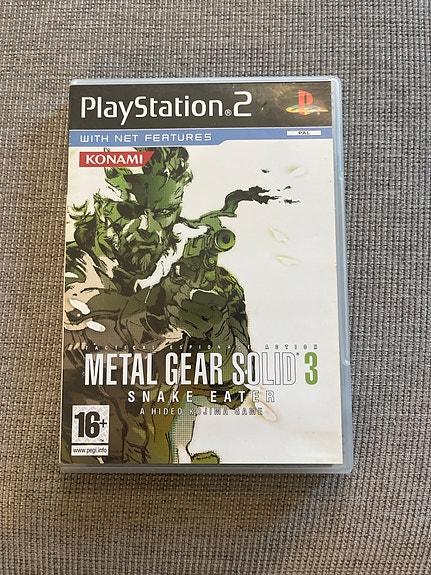 PlayStation®2
PAL
WITH NET FEATURES
KONAMI
TACTICAL ESPIONAGE ACTION
METAL GEAR SOLID® 3
SNAKE EATER
A HIDEO KOJIMA GAME
16+
www.pegi.info